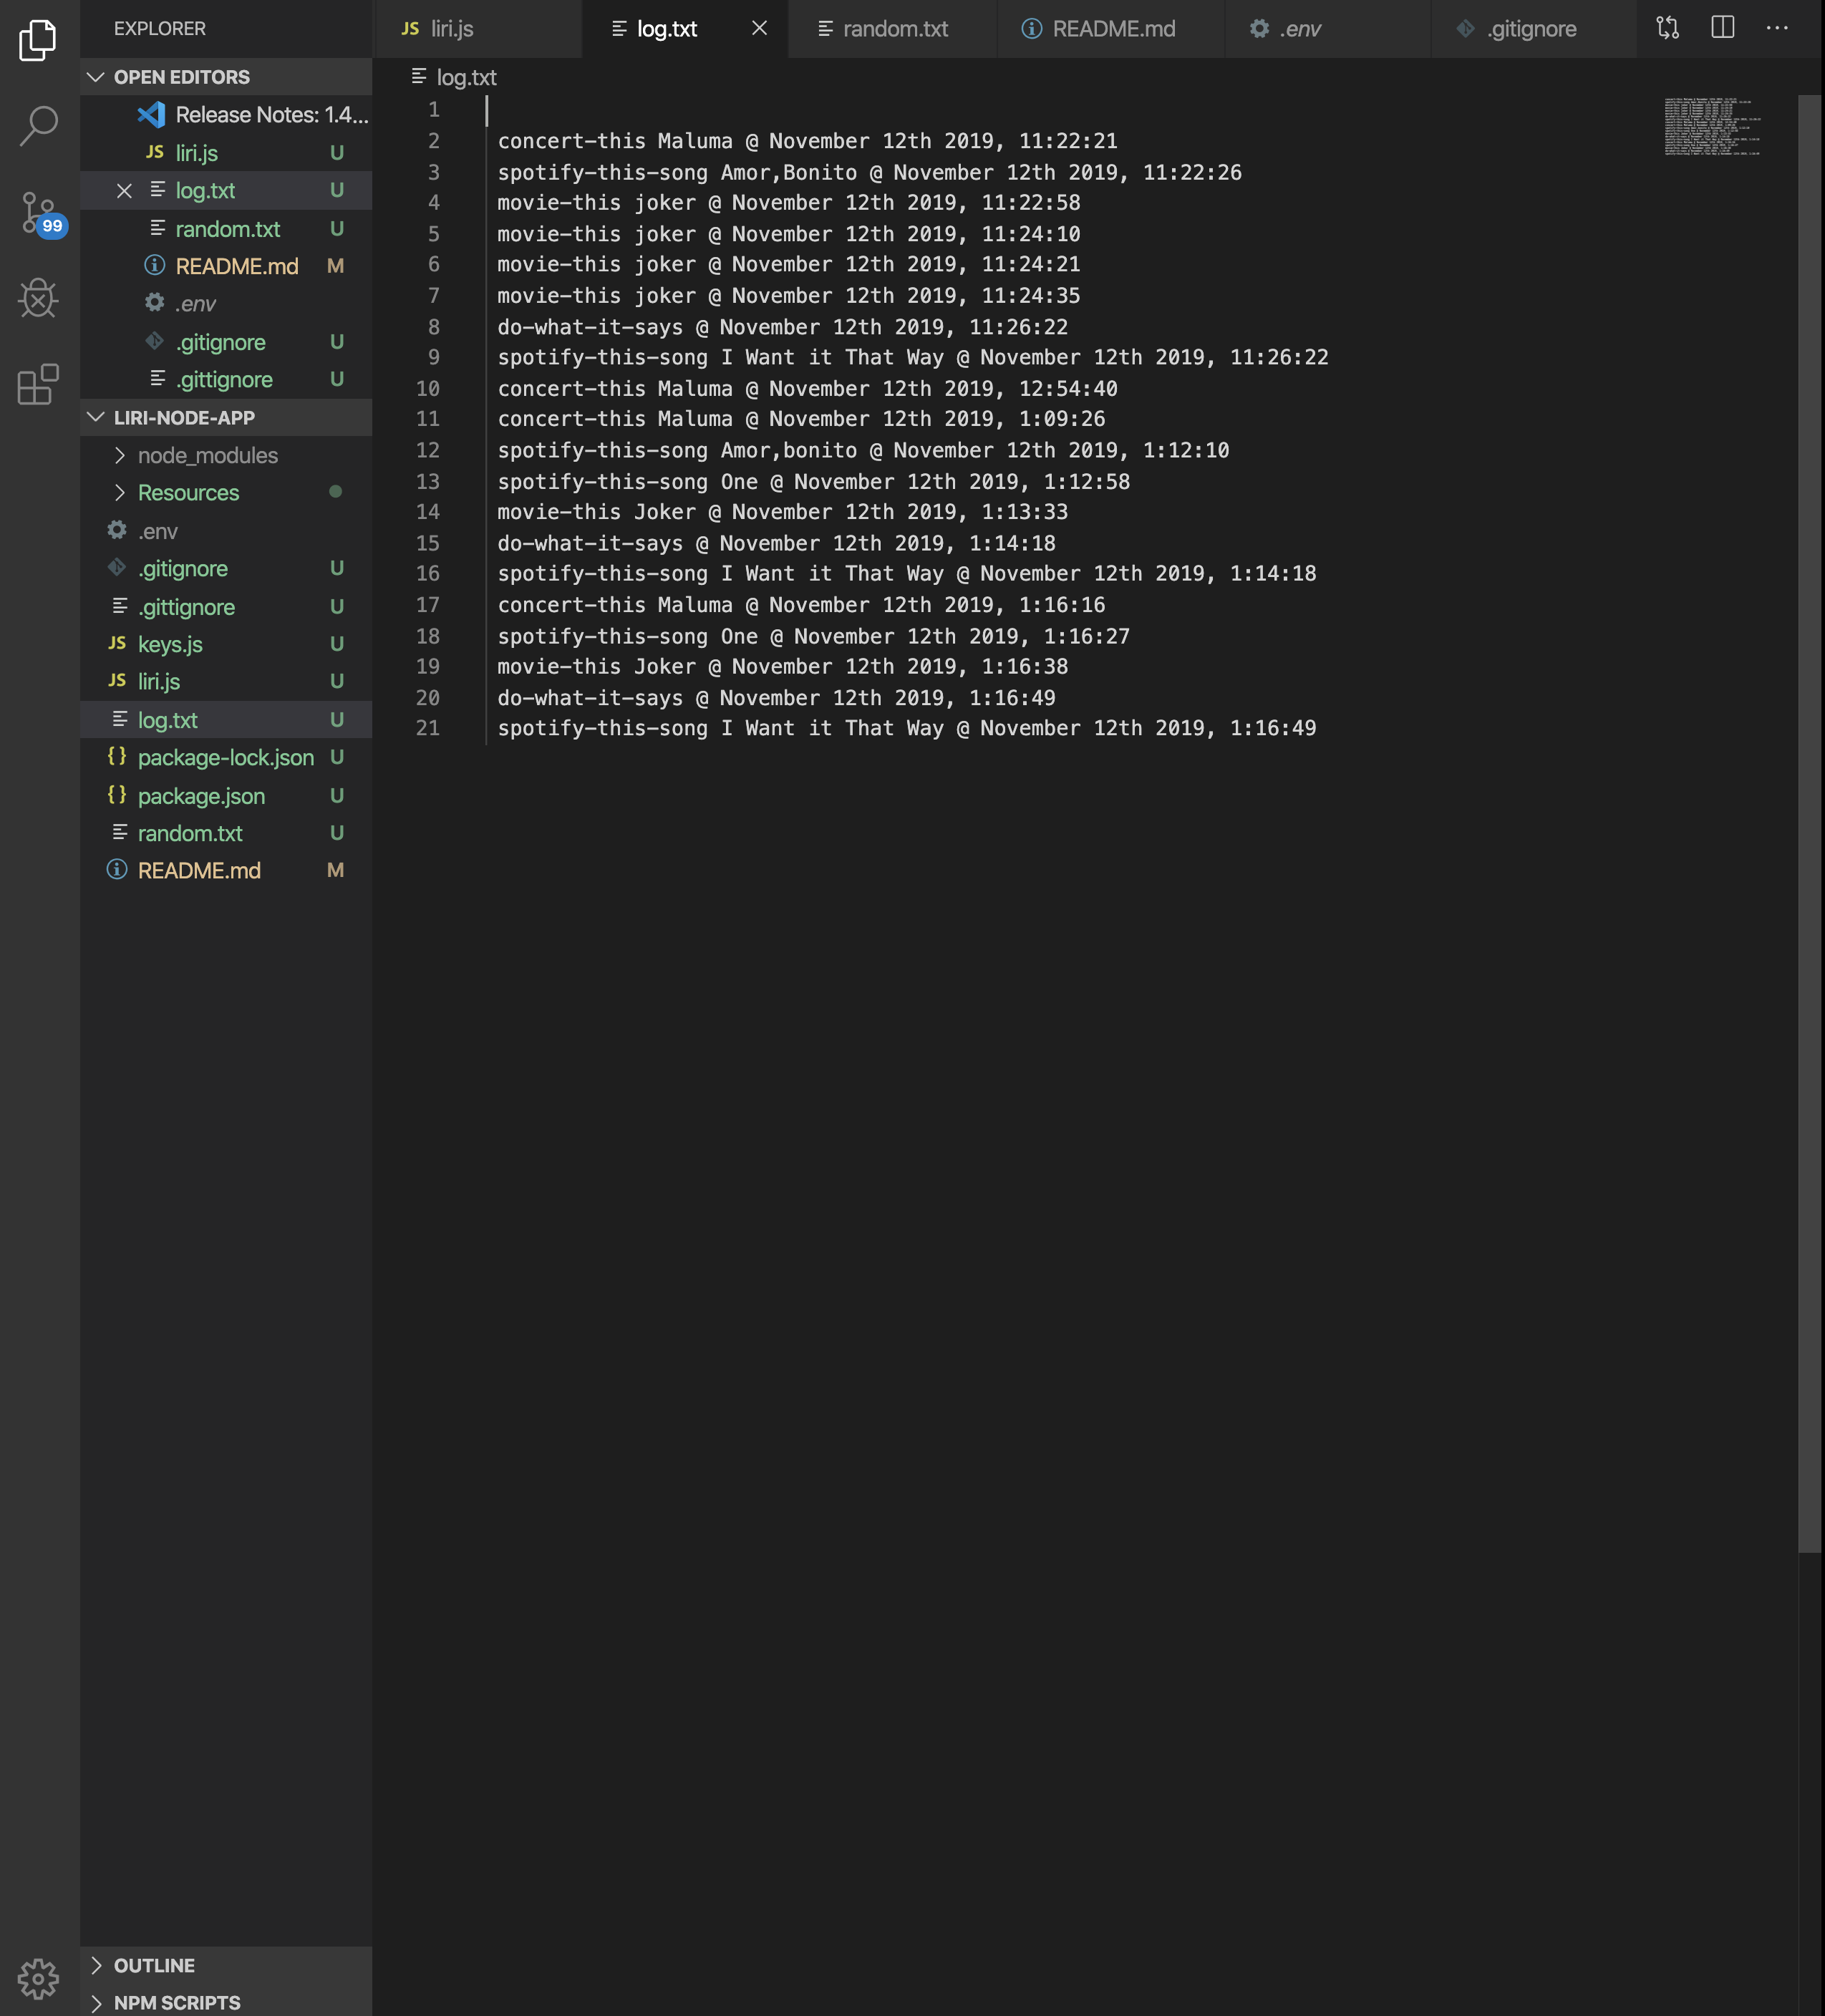 EXPLORER
OPEN EDITORS
Release Notes: 1.4...
JS liri.js U
log.txt U
random.txt U
README.md M
.env
.gitignore U
.gittignore U
99
LIRI-NODE-APP
node_modules
Resources
.env
.gitignore U
.gittignore U
JS keys.js U
JS liri.js U
log.txt U
{} package-lock.json U
{} package.json U
random.txt U
README.md M
OUTLINE
NPM SCRIPTS
JS liri.js log.txt random.txt README.md .env .gitignore
log.txt
1
2 concert-this Maluma @ November 12th 2019, 11:22:21
3 spotify-this-song Amor,Bonito @ November 12th 2019, 11:22:26
4 movie-this joker @ November 12th 2019, 11:22:58
5 movie-this joker @ November 12th 2019, 11:24:10
6 movie-this joker @ November 12th 2019, 11:24:21
7 movie-this joker @ November 12th 2019, 11:24:35
8 do-what-it-says @ November 12th 2019, 11:26:22
9 spotify-this-song I Want it That Way @ November 12th 2019, 11:26:22
10 concert-this Maluma @ November 12th 2019, 12:54:40
11 concert-this Maluma @ November 12th 2019, 1:09:26
12 spotify-this-song Amor,bonito @ November 12th 2019, 1:12:10
13 spotify-this-song One @ November 12th 2019, 1:12:58
14 movie-this Joker @ November 12th 2019, 1:13:33
15 do-what-it-says @ November 12th 2019, 1:14:18
16 spotify-this-song I Want it That Way @ November 12th 2019, 1:14:18
17 concert-this Maluma @ November 12th 2019, 1:16:16
18 spotify-this-song One @ November 12th 2019, 1:16:27
19 movie-this Joker @ November 12th 2019, 1:16:38
20 do-what-it-says @ November 12th 2019, 1:16:49
21 spotify-this-song I Want it That Way @ November 12th 2019, 1:16:49